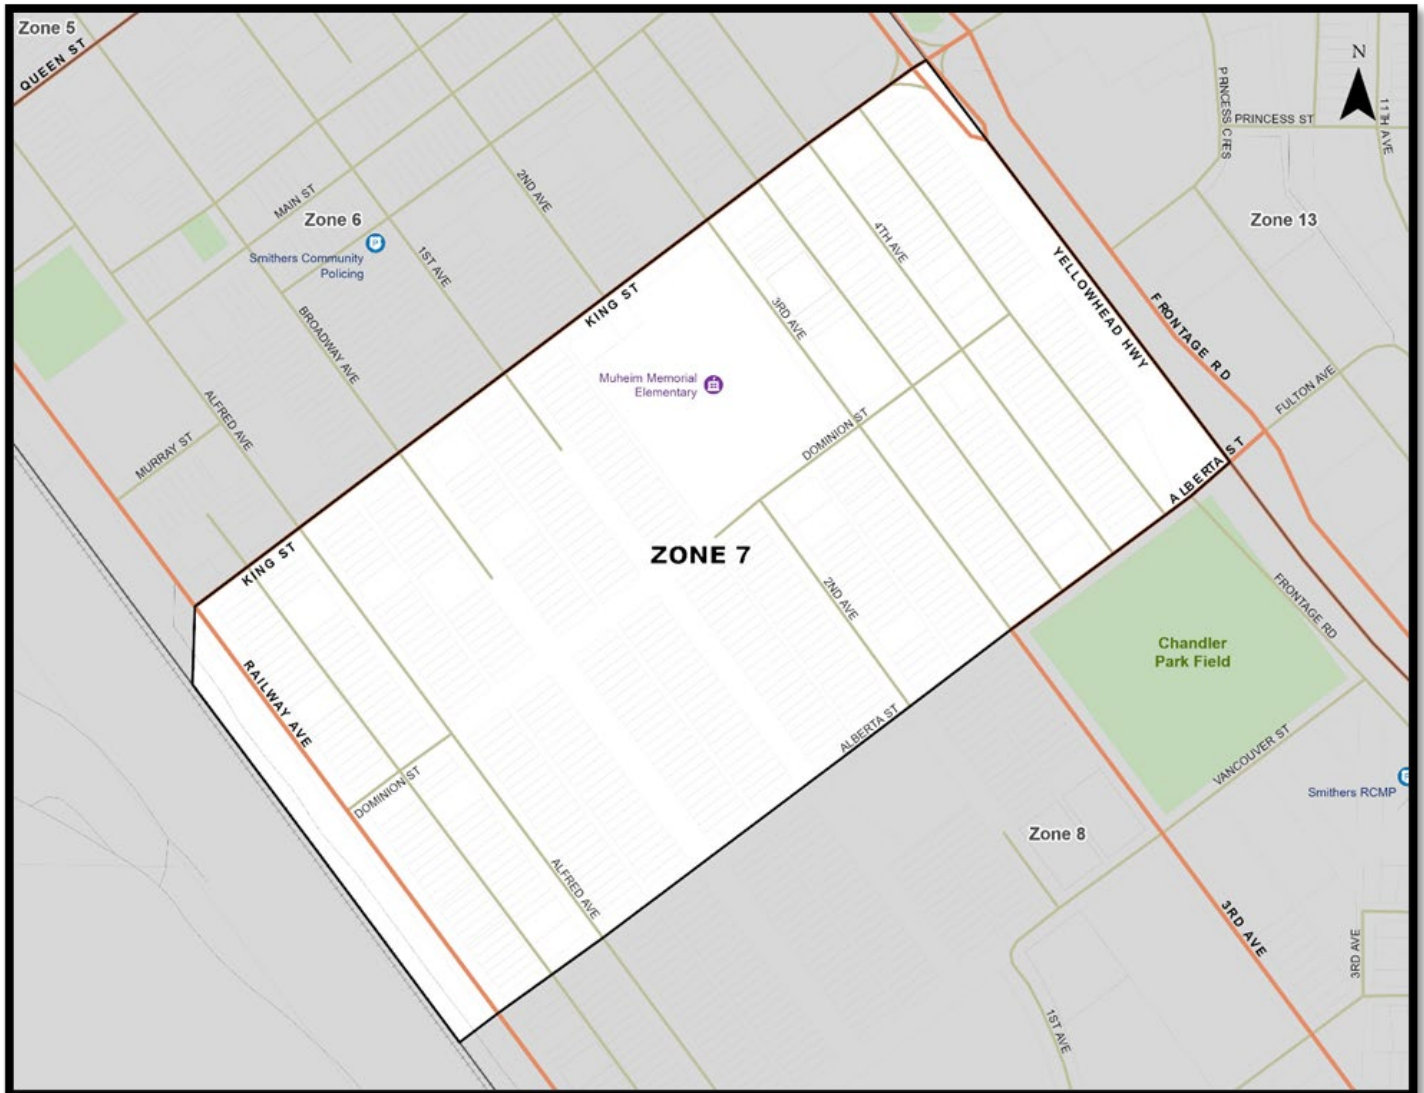 Zone 5
QUEEN ST
N
PRINCESS CRES
PRINCESS ST
11TH AVE
MAIN ST
2ND AVE
Zone 6
Zone 13
Smithers Community
Policing
1ST AVE
4TH AVE
YELLOWHEAD HWY
KING ST
3RD AVE
FRONTAGE RD
BROADWAY AVE
Muheim Memorial
Elementary
FULTON AVE
ALFRED AVE
DOMINION ST
MURRAY ST
ALBERTA ST
KING ST
ZONE 7
2ND AVE
FRONTAGE RD
Chandler
Park Field
RAILWAY AVE
ALBERTA ST
VANCOUVER ST
DOMINION ST
Smithers RCMP
Zone 8
ALFRED AVE
3RD AVE
3RD AVE
1ST AVE